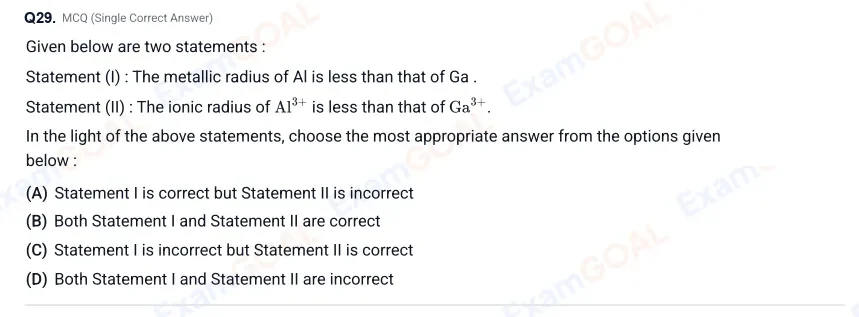 Q29. MCQ (Single Correct Answer)
Given below are two statements :
Statement (I) : The metallic radius of Al is less than that of Ga .
Statement (II) : The ionic radius of Al³⁺ is less than that of Ga³⁺.
In the light of the above statements, choose the most appropriate answer from the options given
below :
(A) Statement I is correct but Statement II is incorrect
(B) Both Statement I and Statement II are correct
(C) Statement I is incorrect but Statement II is correct
(D) Both Statement I and Statement II are incorrect
ExamGOAL